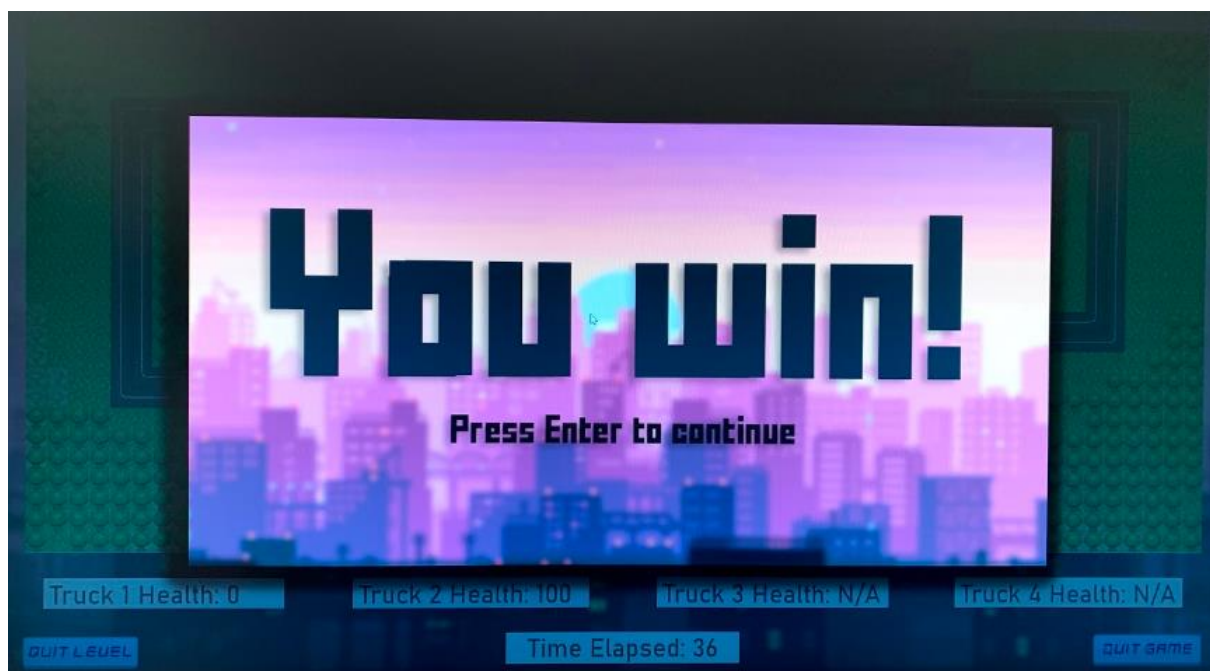 You win!
Press Enter to continue
Truck 1 Health: 0
Truck 2 Health: 100
Truck 3 Health: N/A
Truck 4 Health: N/A
QUIT LEVEL
Time Elapsed: 36
QUIT GAME